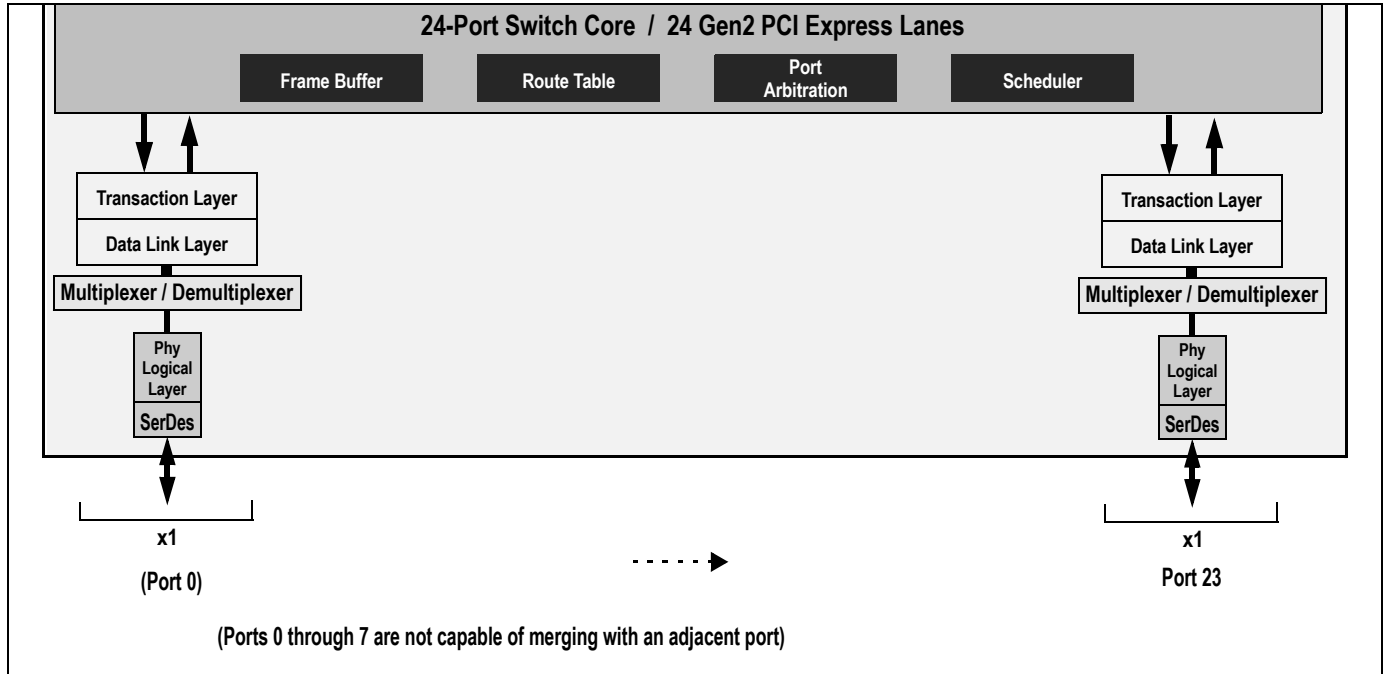 24-Port Switch Core / 24 Gen2 PCI Express Lanes
Frame Buffer
Route Table
Port
Arbitration
Scheduler
Transaction Layer
Data Link Layer
Multiplexer / Demultiplexer
Phy
Logical
Layer
SerDes
x1
(Port 0)
Transaction Layer
Data Link Layer
Multiplexer / Demultiplexer
Phy
Logical
Layer
SerDes
x1
Port 23
(Ports 0 through 7 are not capable of merging with an adjacent port)